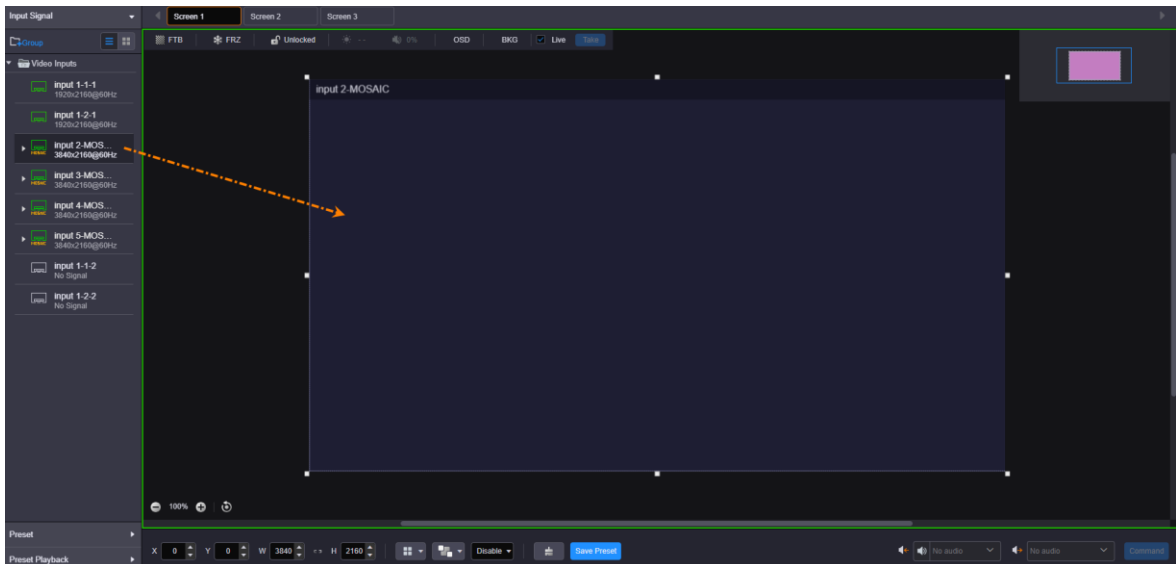 Input Signal
Screen 1
Screen 2
Screen 3
Group
FTB
FRZ
Unlocked
--
0%
OSD
BKG
Live
Take
Video Inputs
input 1-1-1
1920x2160@60Hz
input 1-2-1
1920x2160@60Hz
input 2-MOS...
3840x2160@60Hz
MOSAIC
input 3-MOS...
3840x2160@60Hz
MOSAIC
input 4-MOS...
3840x2160@60Hz
MOSAIC
input 5-MOS...
3840x2160@60Hz
MOSAIC
input 1-1-2
No Signal
input 1-2-2
No Signal
input 2-MOSAIC
100%
Preset
Preset Playback
X 0 Y 0 W 3840 H 2160
Disable
Save Preset
No audio
No audio
Command